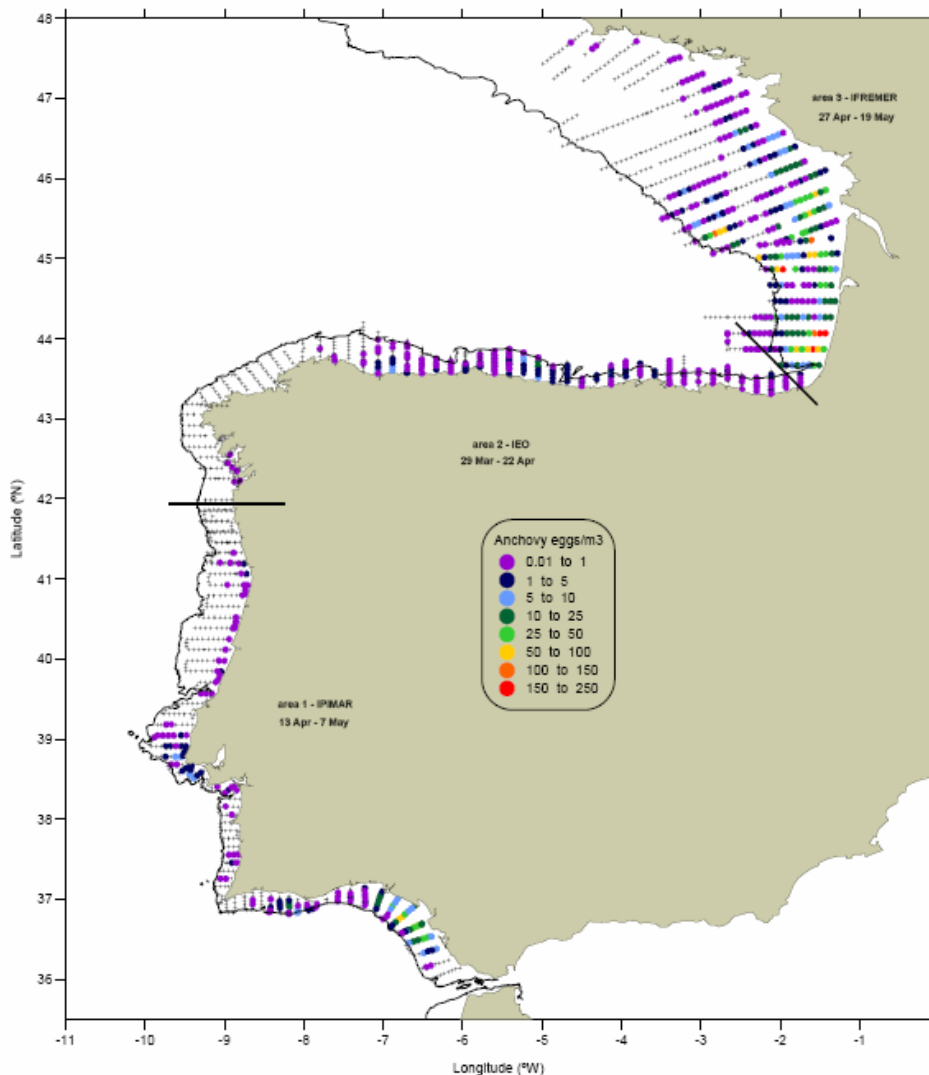 48
47
46
45
44
43
42
41
40
39
38
37
36
Latitude (ºN)
area 3 - IFREMER
27 Apr - 19 May
area 2 - IEO
29 Mar - 22 Apr
Anchovy eggs/m3
0.01 to 1
1 to 5
5 to 10
10 to 25
25 to 50
50 to 100
100 to 150
150 to 250
area 1 - IPIMAR
13 Apr - 7 May
-11 -10 -9 -8 -7 -6 -5 -4 -3 -2 -1
Longitude (ºW)